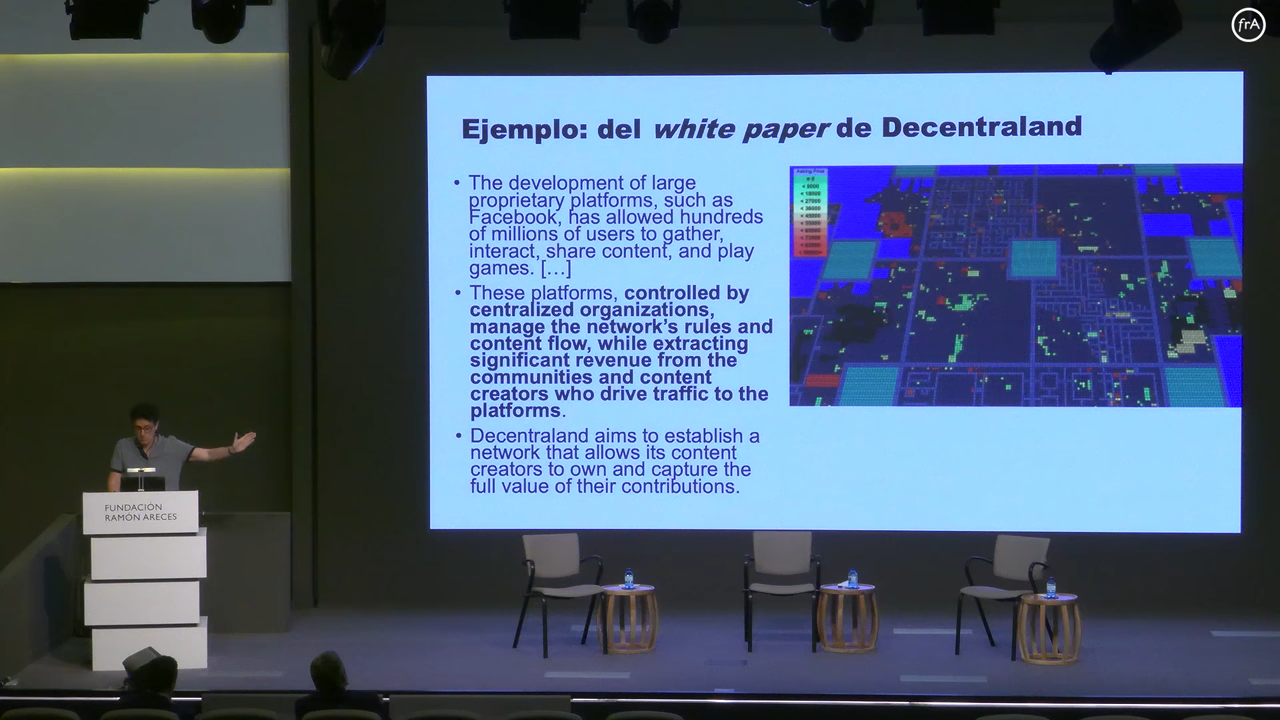 frA
Ejemplo: del white paper de Decentraland
• The development of large
proprietary platforms, such as
Facebook, has allowed hundreds
of millions of users to gather,
interact, share content, and play
games. […]
• These platforms, controlled by
centralized organizations,
manage the network's rules and
content flow, while extracting
significant revenue from the
communities and content
creators who drive traffic to the
platforms.
• Decentraland aims to establish a
network that allows its content
creators to own and capture the
full value of their contributions.
FUNDACIÓN
RAMÓN ARECES